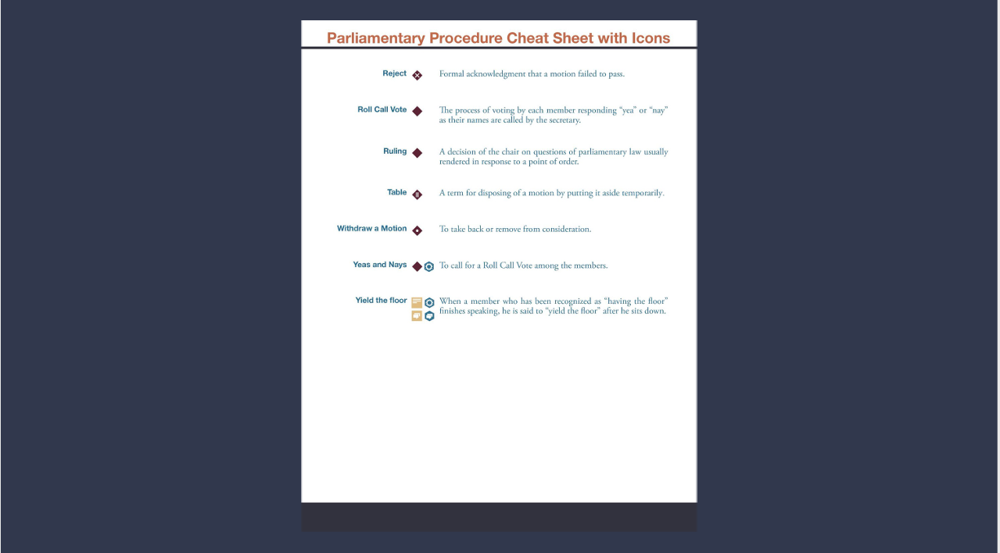 Parliamentary Procedure Cheat Sheet with Icons
Reject Formal acknowledgment that a motion failed to pass.
Roll Call Vote The process of voting by each member responding “yea” or “nay”
as their names are called by the secretary.
Ruling A decision of the chair on questions of parliamentary law usually
rendered in response to a point of order.
Table A term for disposing of a motion by putting it aside temporarily.
Withdraw a Motion To take back or remove from consideration.
Yeas and Nays To call for a Roll Call Vote among the members.
Yield the floor When a member who has been recognized as “having the floor”
finishes speaking, he is said to “yield the floor” after he sits down.